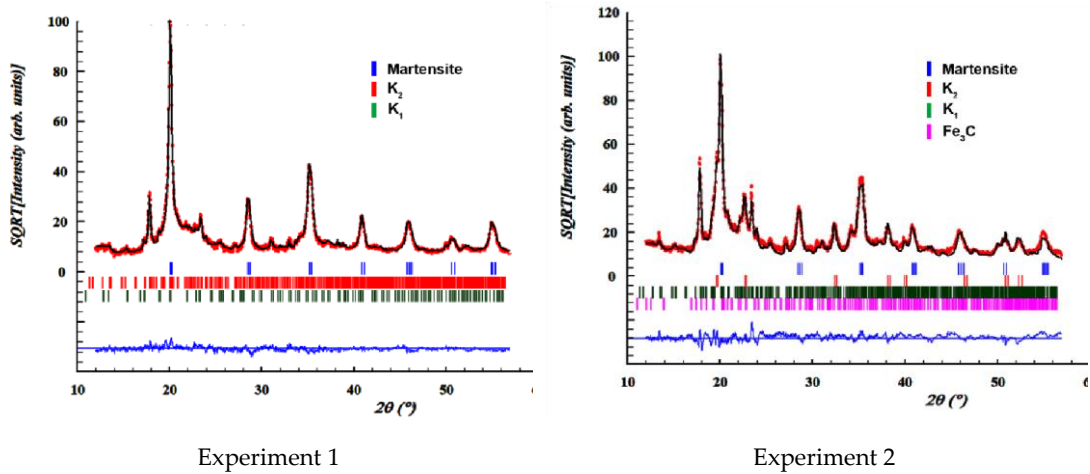 SQRT[Intensity (arb. units)]
100
80
60
40
20
0
Martensite
K₂
K₁
10
20
30
40
50
6
2θ (°)
Experiment 1
SQRT[Intensity (arb. units)]
120
100
80
60
40
20
0
Martensite
K₂
K₁
Fe₃C
10
20
30
40
50
6
2θ (°)
Experiment 2